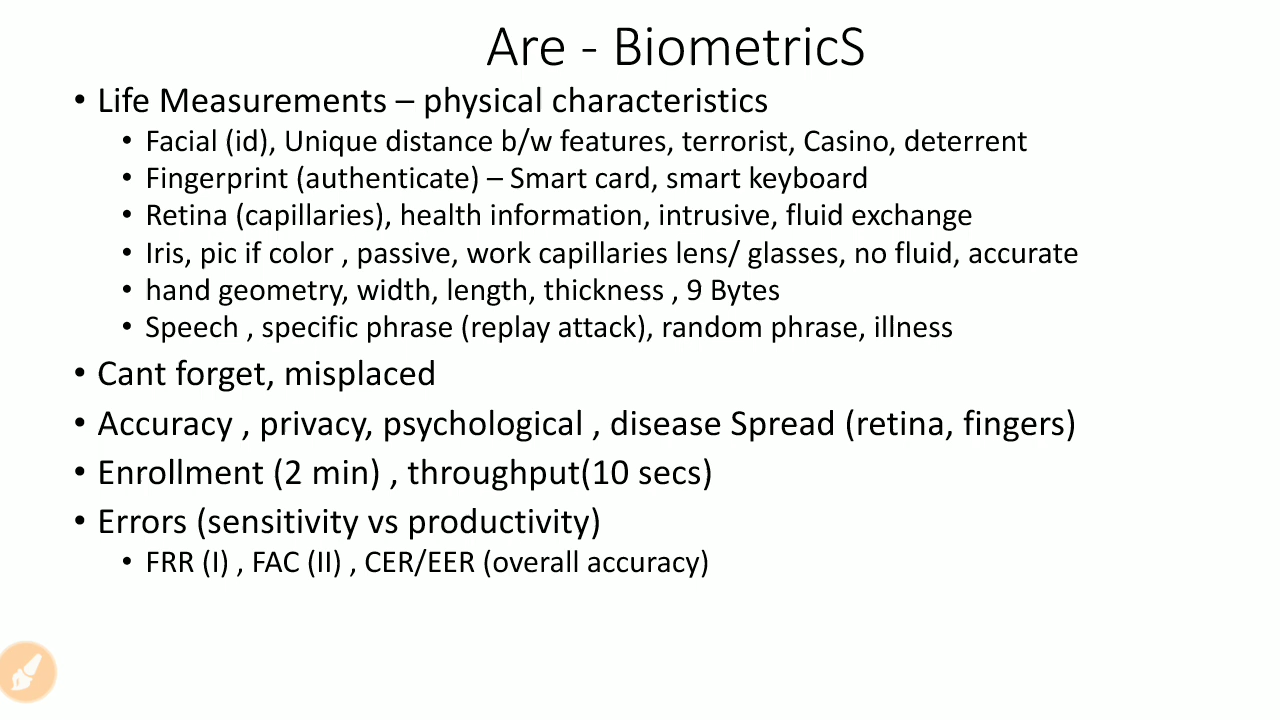 Are - BiometricS
• Life Measurements – physical characteristics
• Facial (id), Unique distance b/w features, terrorist, Casino, deterrent
• Fingerprint (authenticate) – Smart card, smart keyboard
• Retina (capillaries), health information, intrusive, fluid exchange
• Iris, pic if color , passive, work capillaries lens/ glasses, no fluid, accurate
• hand geometry, width, length, thickness , 9 Bytes
• Speech , specific phrase (replay attack), random phrase, illness
• Cant forget, misplaced
• Accuracy , privacy, psychological , disease Spread (retina, fingers)
• Enrollment (2 min) , throughput(10 secs)
• Errors (sensitivity vs productivity)
• FRR (I) , FAC (II) , CER/EER (overall accuracy)